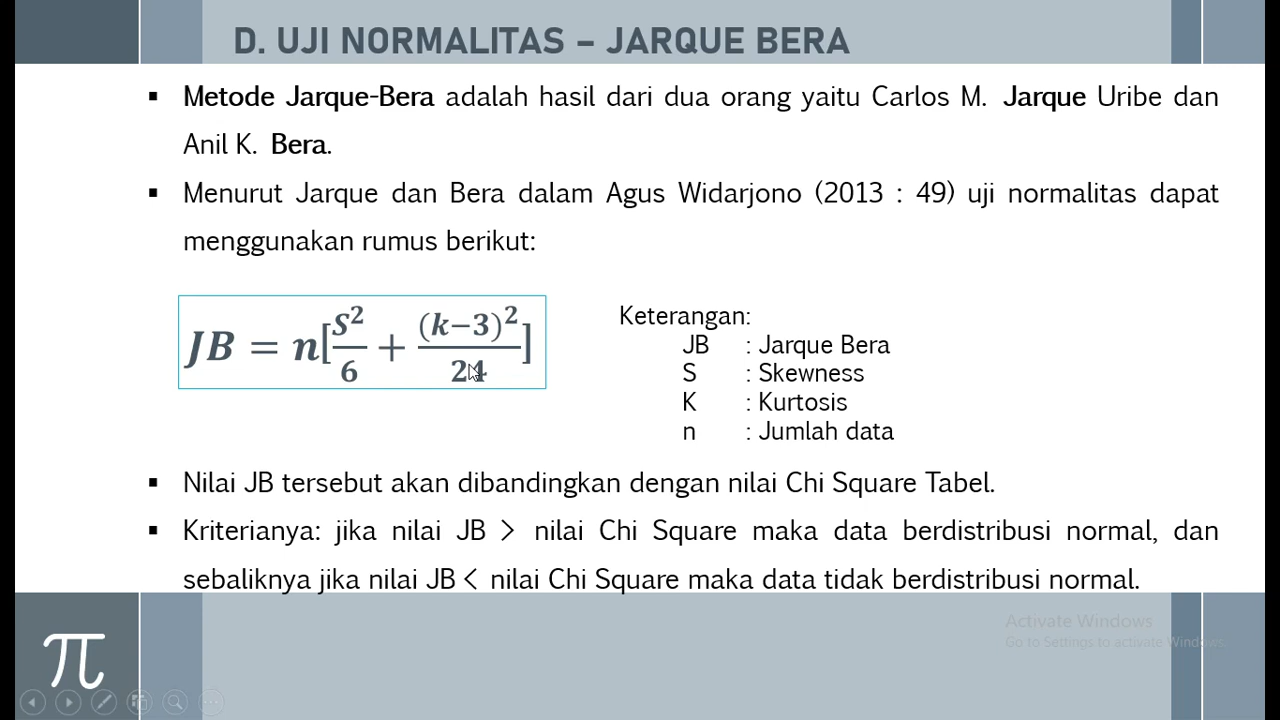 D. UJI NORMALITAS – JARQUE BERA
▪ Metode Jarque-Bera adalah hasil dari dua orang yaitu Carlos M. Jarque Uribe dan
Anil K. Bera.
▪ Menurut Jarque dan Bera dalam Agus Widarjono (2013 : 49) uji normalitas dapat
menggunakan rumus berikut:
JB = n[S²/6 + (k−3)²/24]
Keterangan:
JB : Jarque Bera
S : Skewness
K : Kurtosis
n : Jumlah data
▪ Nilai JB tersebut akan dibandingkan dengan nilai Chi Square Tabel.
▪ Kriterianya: jika nilai JB > nilai Chi Square maka data berdistribusi normal, dan
sebaliknya jika nilai JB < nilai Chi Square maka data tidak berdistribusi normal.
Activate Windows
Go to Settings to activate Windows.
π